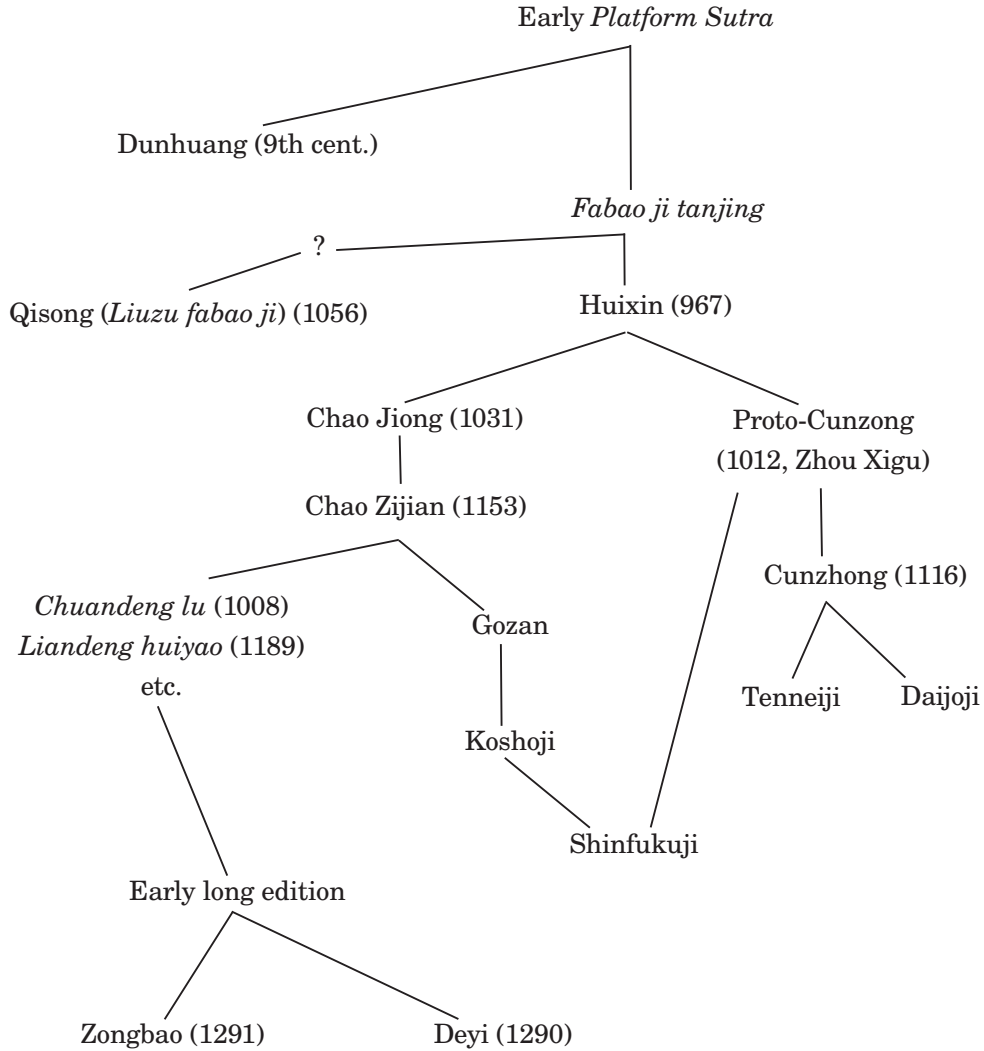 Early Platform Sutra
Dunhuang (9th cent.)
Fabao ji tanjing
?
Qisong (Liuzu fabao ji) (1056)
Huixin (967)
Chao Jiong (1031)
Proto-Cunzong
(1012, Zhou Xigu)
Chao Zijian (1153)
Cunzhong (1116)
Chuandeng lu (1008)
Liandeng huiyao (1189)
etc.
Gozan
Tenneiji
Daijoji
Koshoji
Shinfukuji
Early long edition
Zongbao (1291)
Deyi (1290)